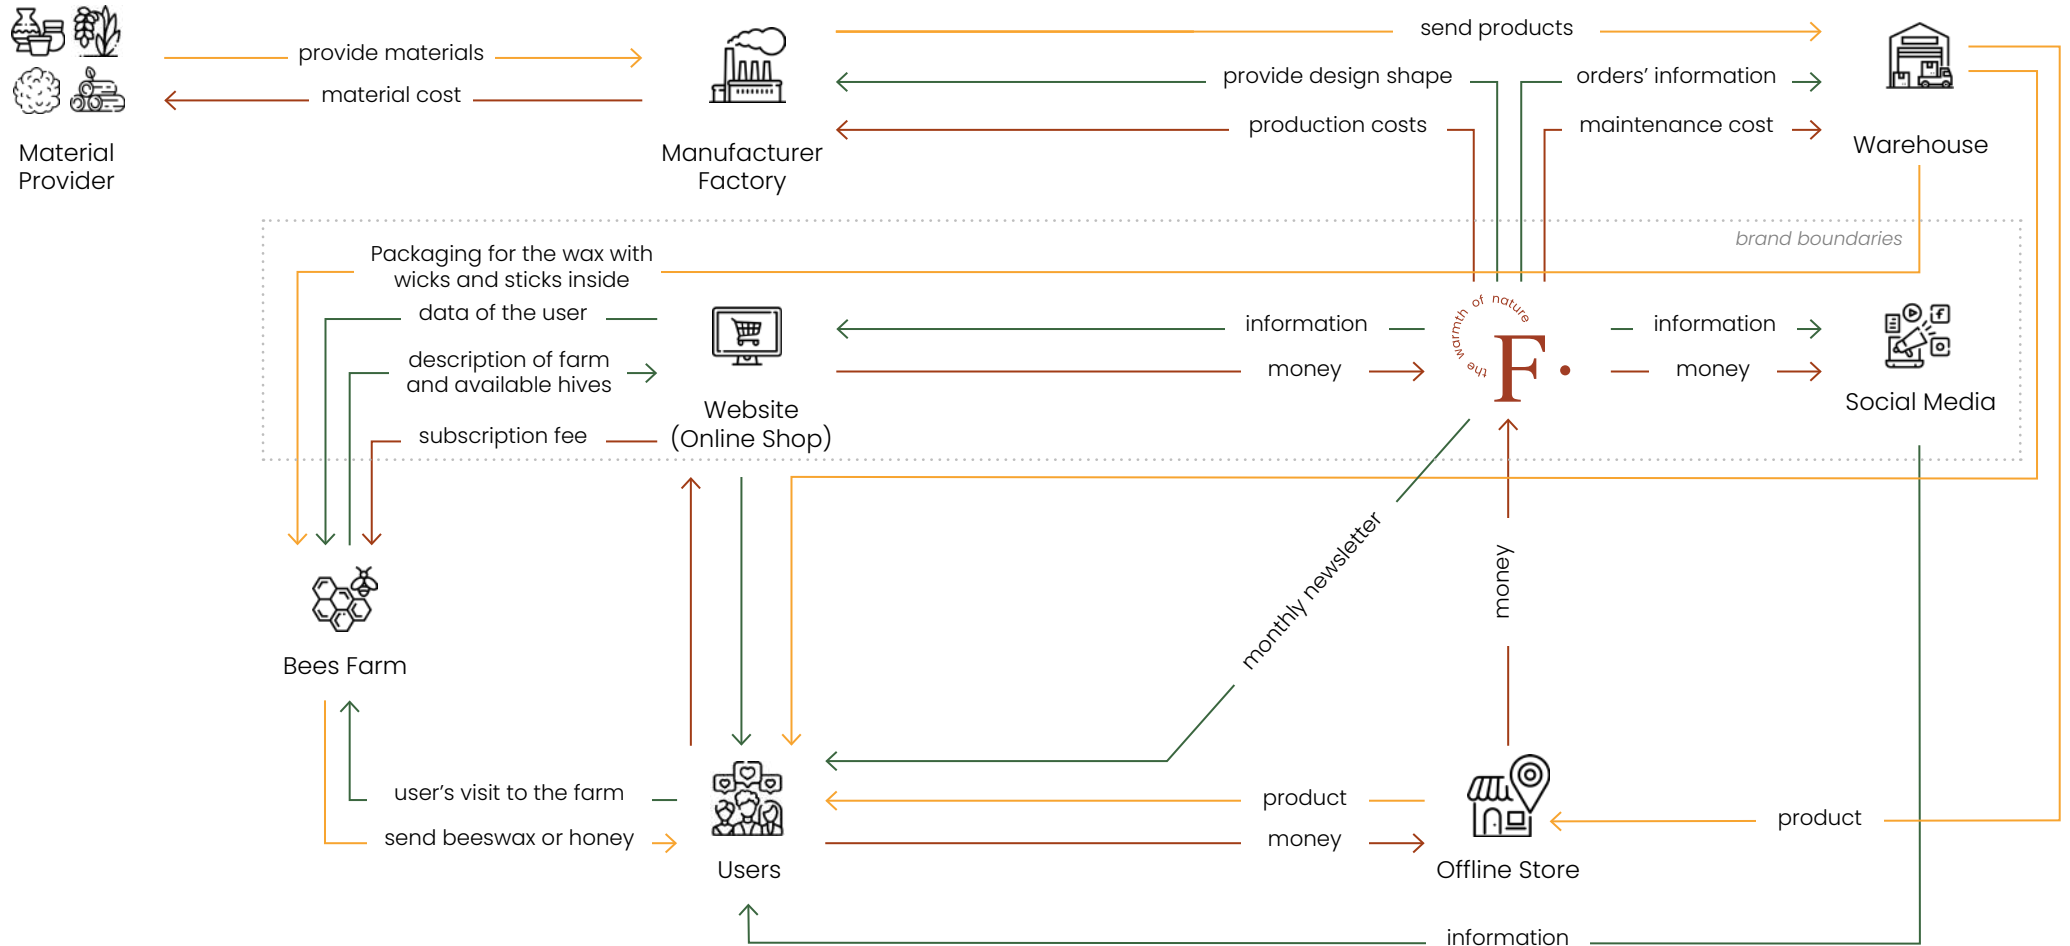 provide materials
material cost
Material
Provider
Manufacturer
Factory
send products
provide design shape
orders’ information
production costs
maintenance cost
Warehouse
brand boundaries
Packaging for the wax with
wicks and sticks inside
data of the user
description of farm
and available hives
subscription fee
Website
(Online Shop)
information
money
the warmth of nature
F.
information
money
Social Media
monthly newsletter
money
Bees Farm
user’s visit to the farm
send beeswax or honey
Users
product
money
Offline Store
product
information